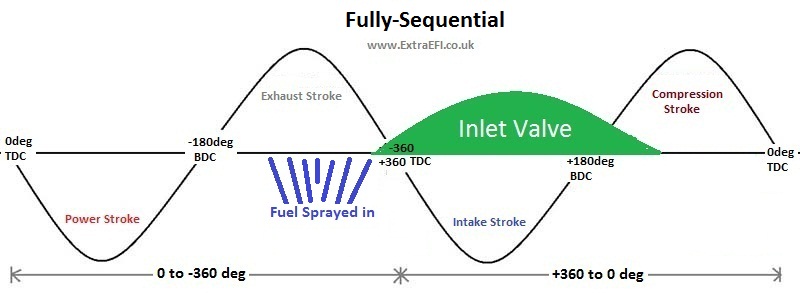 Fully-Sequential
www.ExtraEFI.co.uk
Exhaust Stroke
Compression
Stroke
Inlet Valve
0deg
TDC
-180deg
BDC
-360
+360 TDC
+180deg
BDC
0deg
TDC
Fuel Sprayed in
Power Stroke
Intake Stroke
0 to -360 deg
+360 to 0 deg